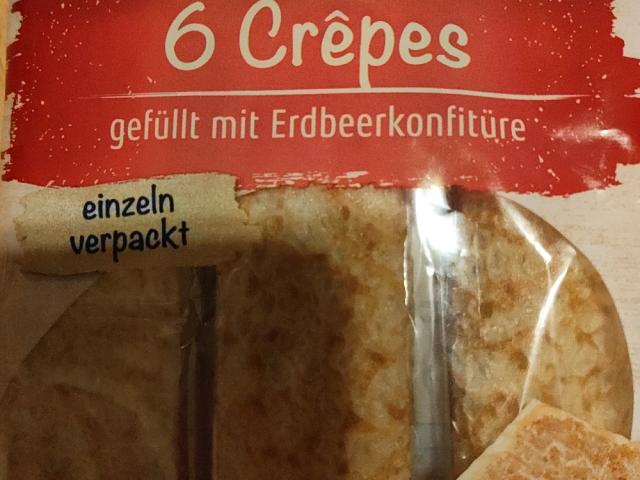 6 Crêpes
gefüllt mit Erdbeerkonfitüre
einzeln
verpackt